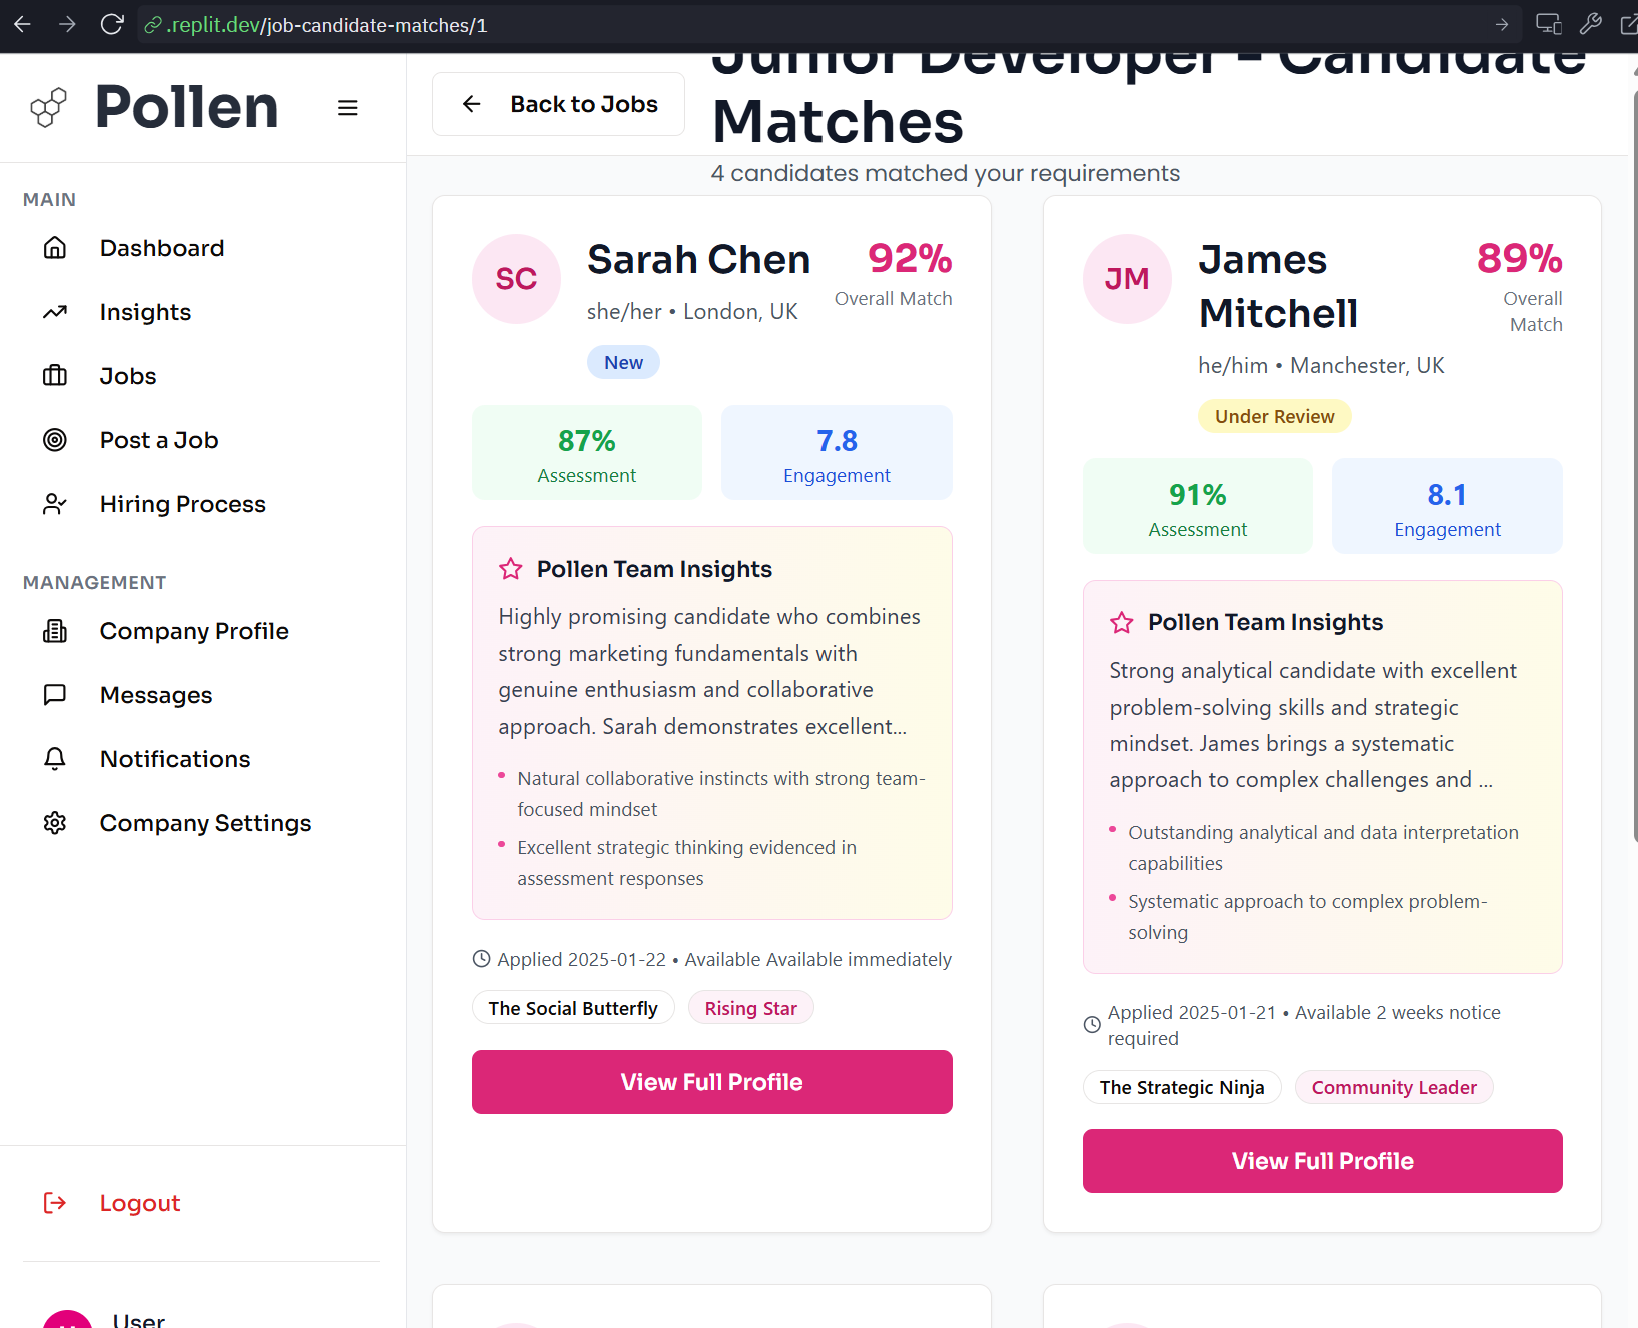 .replit.dev/job-candidate-matches/1
Pollen
MAIN
Dashboard
Insights
Jobs
Post a Job
Hiring Process
MANAGEMENT
Company Profile
Messages
Notifications
Company Settings
Logout
User
Back to Jobs
Junior Developer - Candidate
Matches
4 candidates matched your requirements
SC
Sarah Chen
92%
Overall Match
she/her • London, UK
New
87%
Assessment
7.8
Engagement
Pollen Team Insights
Highly promising candidate who combines
strong marketing fundamentals with
genuine enthusiasm and collaborative
approach. Sarah demonstrates excellent...
• Natural collaborative instincts with strong team-
focused mindset
• Excellent strategic thinking evidenced in
assessment responses
Applied 2025-01-22 • Available Available immediately
The Social Butterfly
Rising Star
View Full Profile
JM
James
Mitchell
89%
Overall
Match
he/him • Manchester, UK
Under Review
91%
Assessment
8.1
Engagement
Pollen Team Insights
Strong analytical candidate with excellent
problem-solving skills and strategic
mindset. James brings a systematic
approach to complex challenges and ...
• Outstanding analytical and data interpretation
capabilities
• Systematic approach to complex problem-
solving
Applied 2025-01-21 • Available 2 weeks notice
required
The Strategic Ninja
Community Leader
View Full Profile